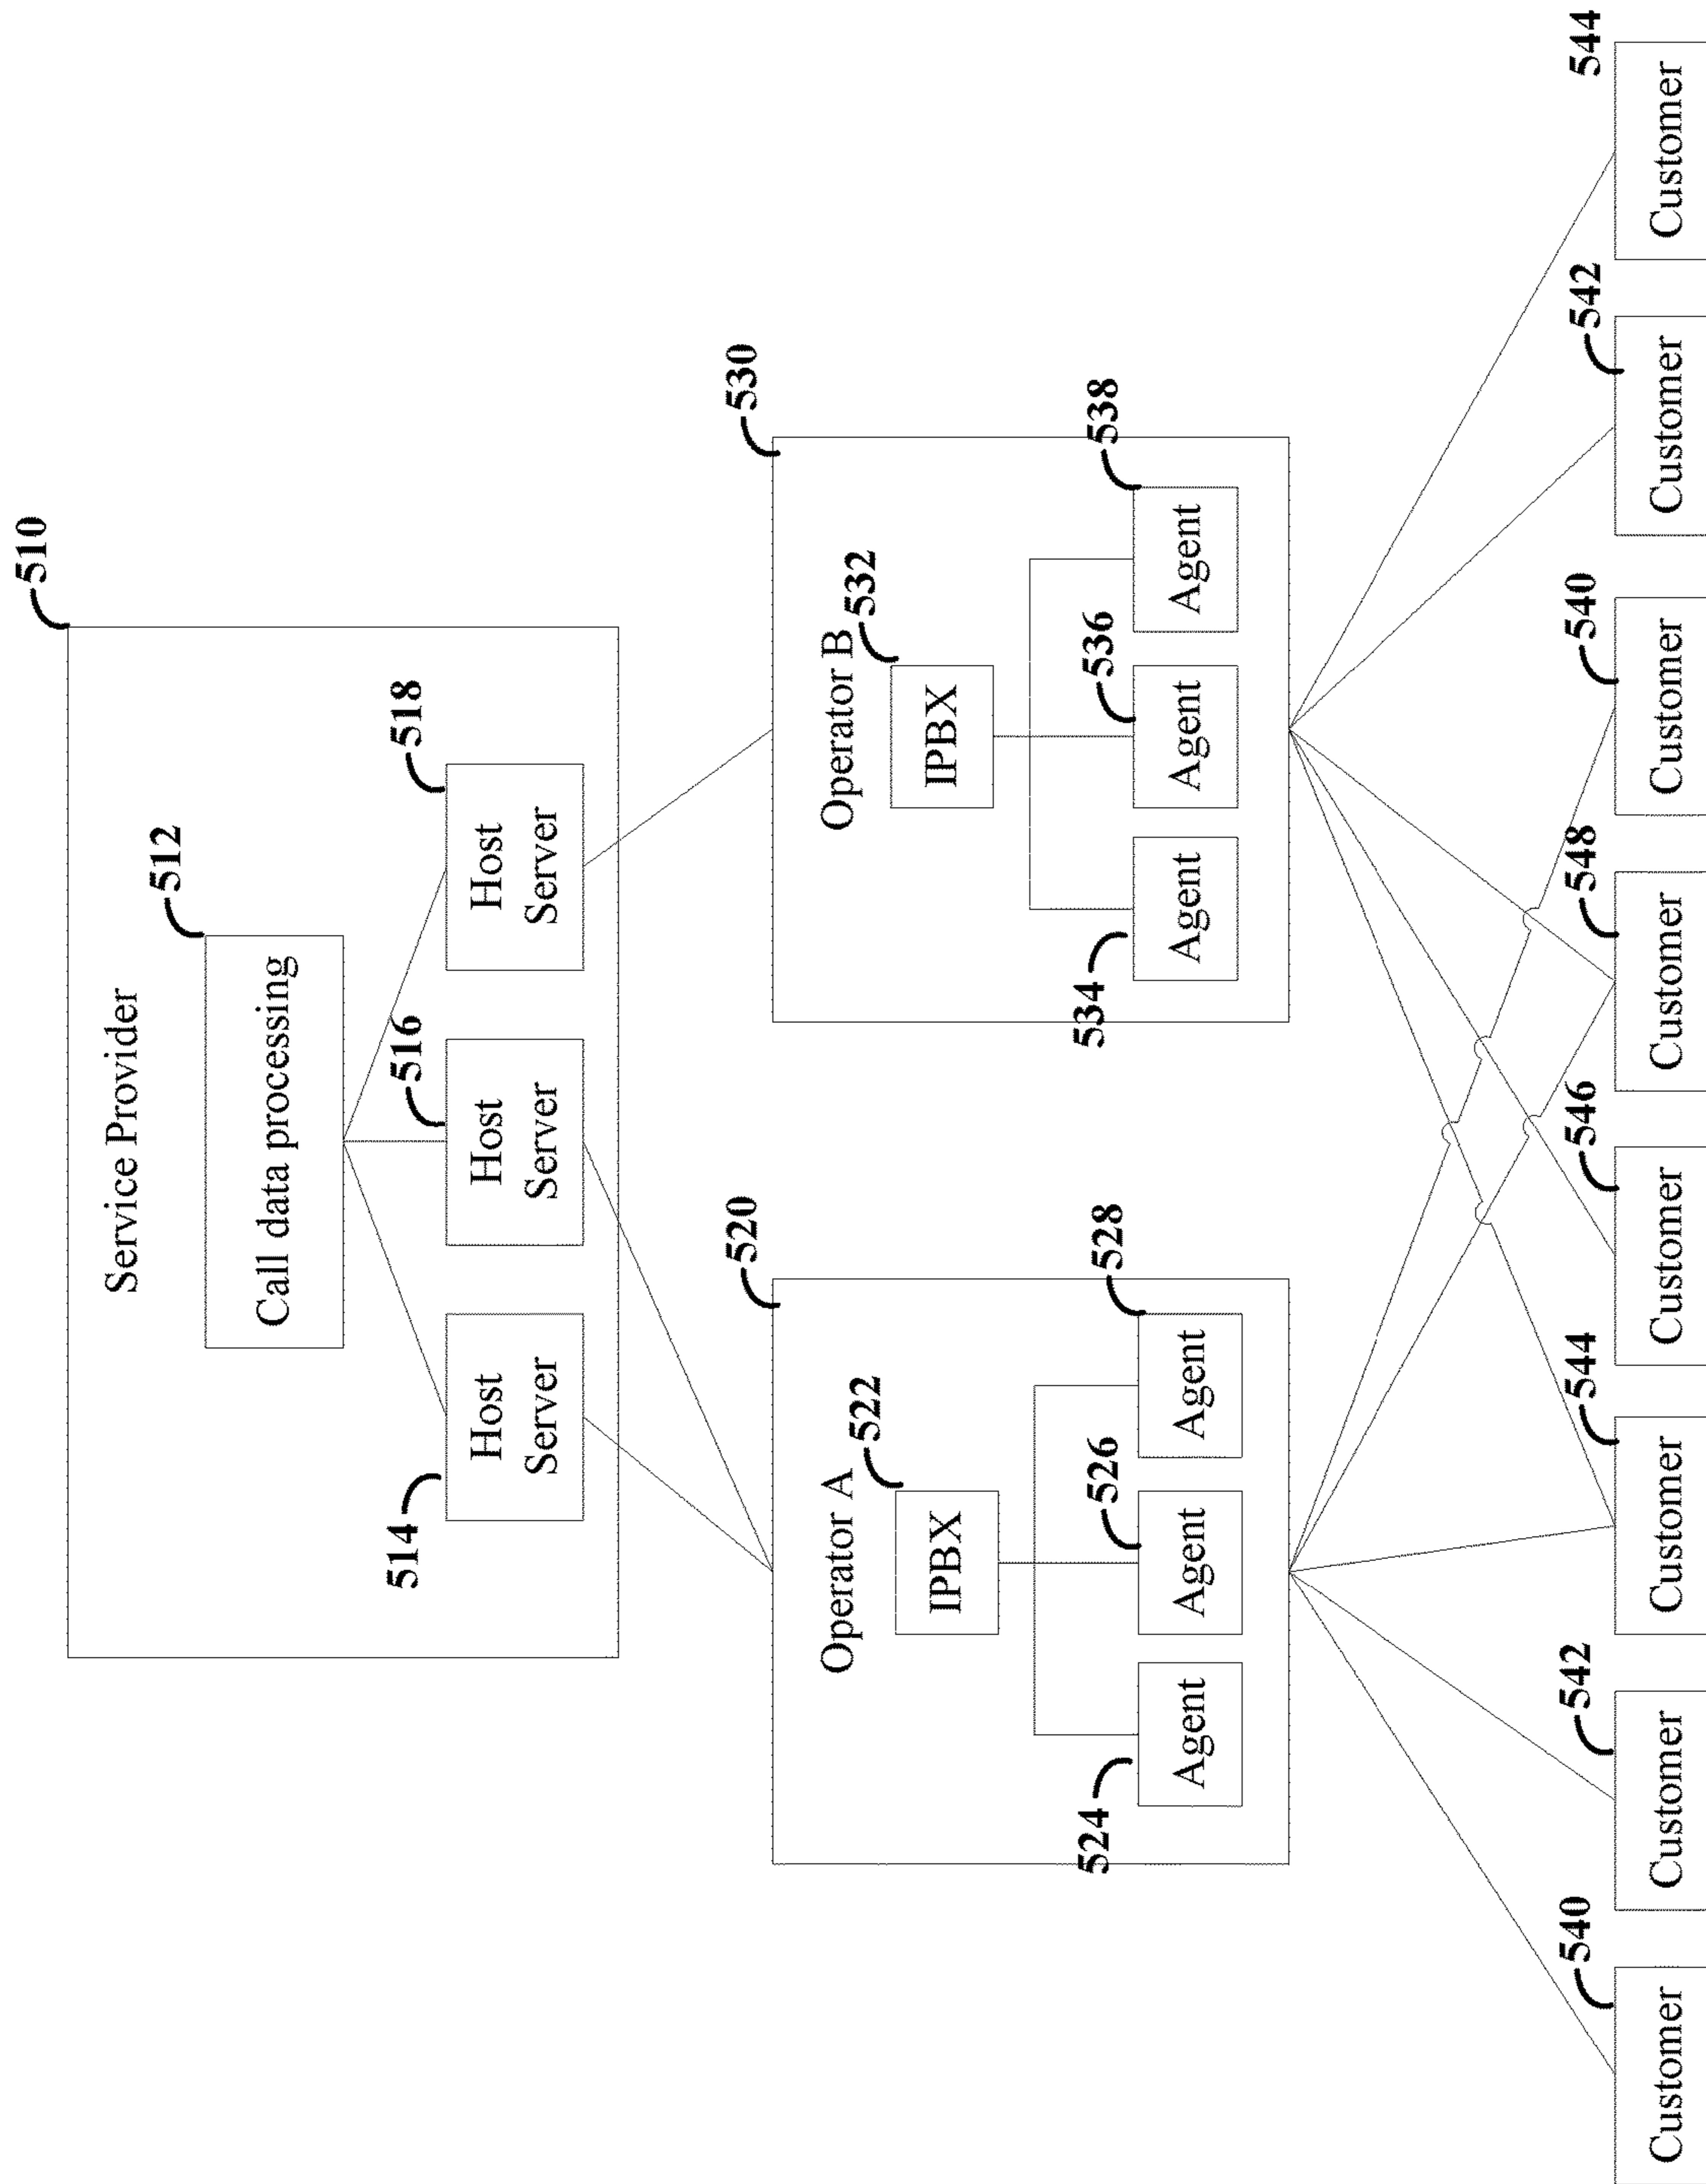 510
Service Provider
512
Call data processing
514
516
518
Host
Server
Host
Server
Host
Server
520
530
Operator A
Operator B
522
532
IPBX
IPBX
524
526
528
534
536
538
Agent
Agent
Agent
Agent
Agent
Agent
540
542
544
546
548
540
542
544
Customer
Customer
Customer
Customer
Customer
Customer
Customer
Customer